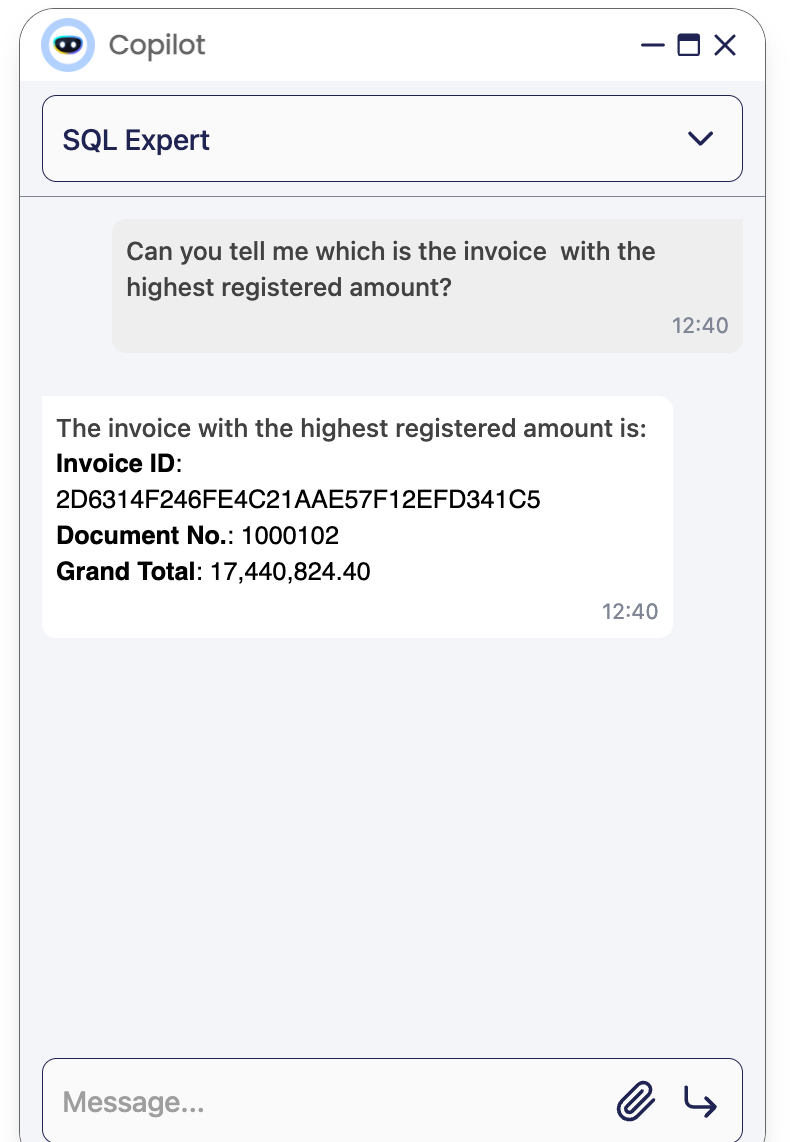 Copilot
SQL Expert
Can you tell me which is the invoice  with the
highest registered amount?
12:40
The invoice with the highest registered amount is:
Invoice ID:
2D6314F246FE4C21AAE57F12EFD341C5
Document No.: 1000102
Grand Total: 17,440,824.40
12:40
Message...